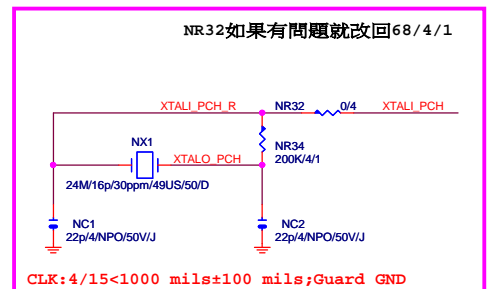 NR32如果有問題就改回68/4/1
XTALI_PCH_R
NR32
0/4
XTALI_PCH
NX1
XTALO_PCH
NR34
200K/4/1
24M/16p/30ppm/49US/50/D
NC1
22p/4/NPO/50V/J
NC2
22p/4/NPO/50V/J
CLK:4/15<1000 mils±100 mils;Guard GND